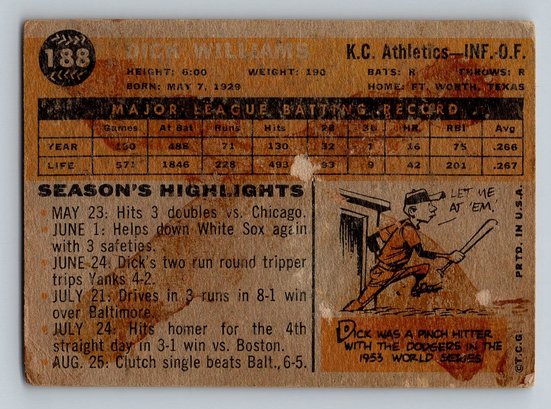 188
DICK WILLIAMS
K.C. Athletics—INF.-O.F.
HEIGHT: 6:00 WEIGHT: 190 BATS: R THROWS: R
BORN: MAY 7, 1929 HOME: FT. WORTH, TEXAS
MAJOR LEAGUE BATTING RECORD
Games At Bat Runs Hits 2B 3B HR RBI Avg
YEAR 130 488 71 130 32 7 16 75 .266
LIFE 571 1846 228 493 42 201 .267
SEASON'S HIGHLIGHTS
MAY 23: Hits 3 doubles vs. Chicago.
JUNE 1: Helps down White Sox again
with 3 safeties.
JUNE 24: Dick's two run round tripper
trips Yanks 4-2.
JULY 21: Drives in 3 runs in 8-1 win
over Baltimore.
JULY 24: Hits homer for the 4th
straight day in 3-1 win vs. Boston.
AUG. 25: Clutch single beats Balt., 6-5.
LET ME
AT 'EM.
DICK WAS A PINCH HITTER
WITH THE DODGERS IN THE
1953 WORLD SERIES
©T.C.G. PRTD. IN U.S.A.